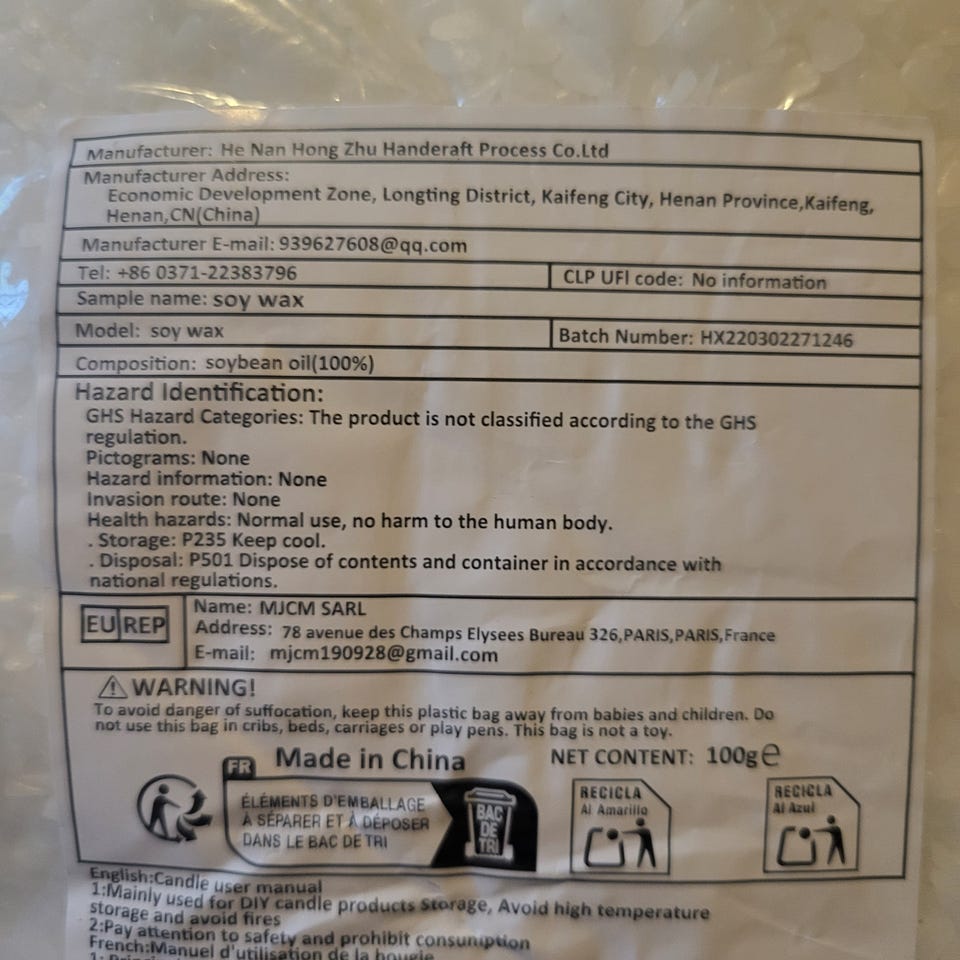 Manufacturer: He Nan Hong Zhu Handeraft Process Co.Ltd
Manufacturer Address:
Economic Development Zone, Longting District, Kaifeng City, Henan Province,Kaifeng,
Henan,CN(China)
Manufacturer E-mail: 939627608@qq.com
Tel: +86 0371-22383796
CLP UFI code: No information
Sample name: soy wax
Model: soy wax
Batch Number: HX220302271246
Composition: soybean oil(100%)
Hazard Identification:
GHS Hazard Categories: The product is not classified according to the GHS
regulation.
Pictograms: None
Hazard information: None
Invasion route: None
Health hazards: Normal use, no harm to the human body.
. Storage: P235 Keep cool.
. Disposal: P501 Dispose of contents and container in accordance with
national regulations.
EU REP
Name: MJCM SARL
Address: 78 avenue des Champs Elysees Bureau 326,PARIS,PARIS,France
E-mail: mjcm190928@gmail.com
⚠ WARNING!
To avoid danger of suffocation, keep this plastic bag away from babies and children. Do
not use this bag in cribs, beds, carriages or play pens. This bag is not a toy.
Made in China
NET CONTENT: 100g℮
FR
ÉLÉMENTS D'EMBALLAGE
À SÉPARER ET À DÉPOSER
DANS LE BAC DE TRI
BAC
DE
TRI
RECICLA
Al Amarillo
RECICLA
Al Azul
English:Candle user manual
1:Mainly used for DIY candle products Storage, Avoid high temperature
storage and avoid fires
2:Pay attention to safety and prohibit consuniption
French:Manuel d'utilisation de la bougie